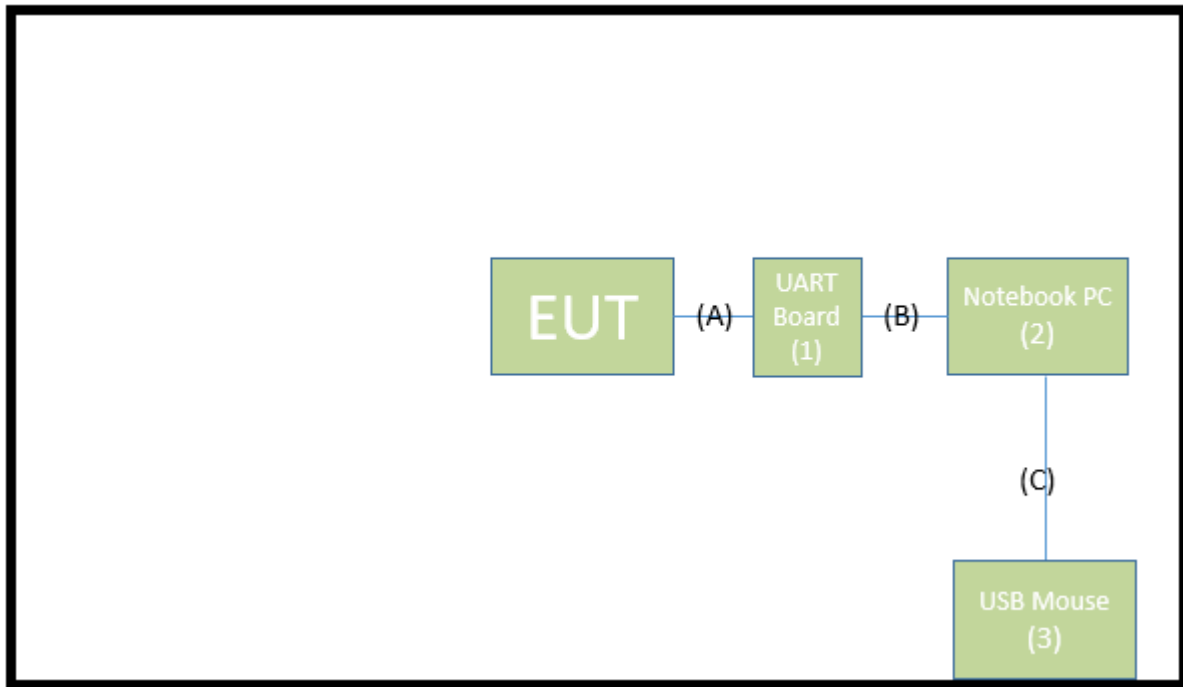 EUT
(A)
UART
Board
(1)
(B)
Notebook PC
(2)
(C)
USB Mouse
(3)